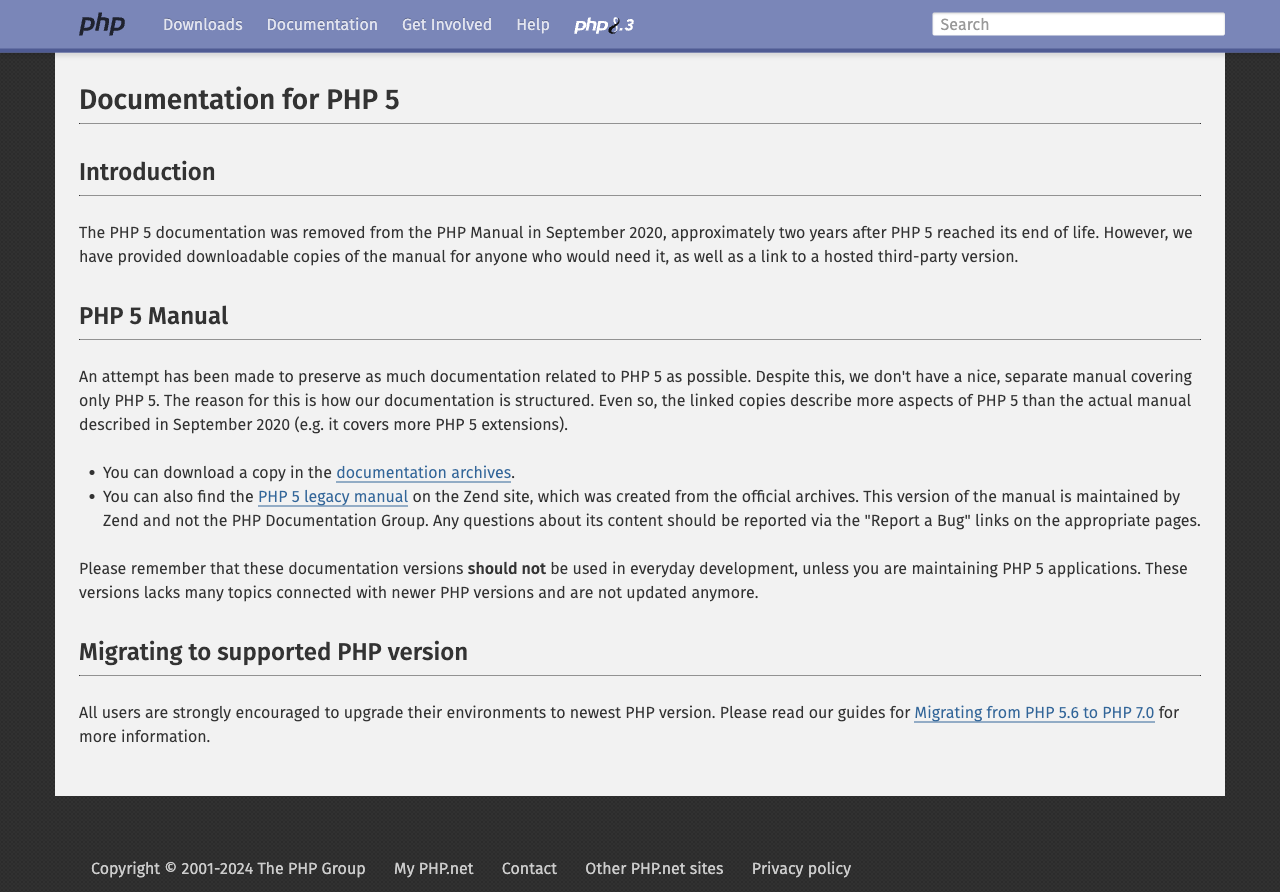 php Downloads Documentation Get Involved Help php8.3 Search
Documentation for PHP 5
Introduction
The PHP 5 documentation was removed from the PHP Manual in September 2020, approximately two years after PHP 5 reached its end of life. However, we
have provided downloadable copies of the manual for anyone who would need it, as well as a link to a hosted third-party version.
PHP 5 Manual
An attempt has been made to preserve as much documentation related to PHP 5 as possible. Despite this, we don't have a nice, separate manual covering
only PHP 5. The reason for this is how our documentation is structured. Even so, the linked copies describe more aspects of PHP 5 than the actual manual
described in September 2020 (e.g. it covers more PHP 5 extensions).
• You can download a copy in the documentation archives.
• You can also find the PHP 5 legacy manual on the Zend site, which was created from the official archives. This version of the manual is maintained by
Zend and not the PHP Documentation Group. Any questions about its content should be reported via the "Report a Bug" links on the appropriate pages.
Please remember that these documentation versions should not be used in everyday development, unless you are maintaining PHP 5 applications. These
versions lacks many topics connected with newer PHP versions and are not updated anymore.
Migrating to supported PHP version
All users are strongly encouraged to upgrade their environments to newest PHP version. Please read our guides for Migrating from PHP 5.6 to PHP 7.0 for
more information.
Copyright © 2001-2024 The PHP Group My PHP.net Contact Other PHP.net sites Privacy policy